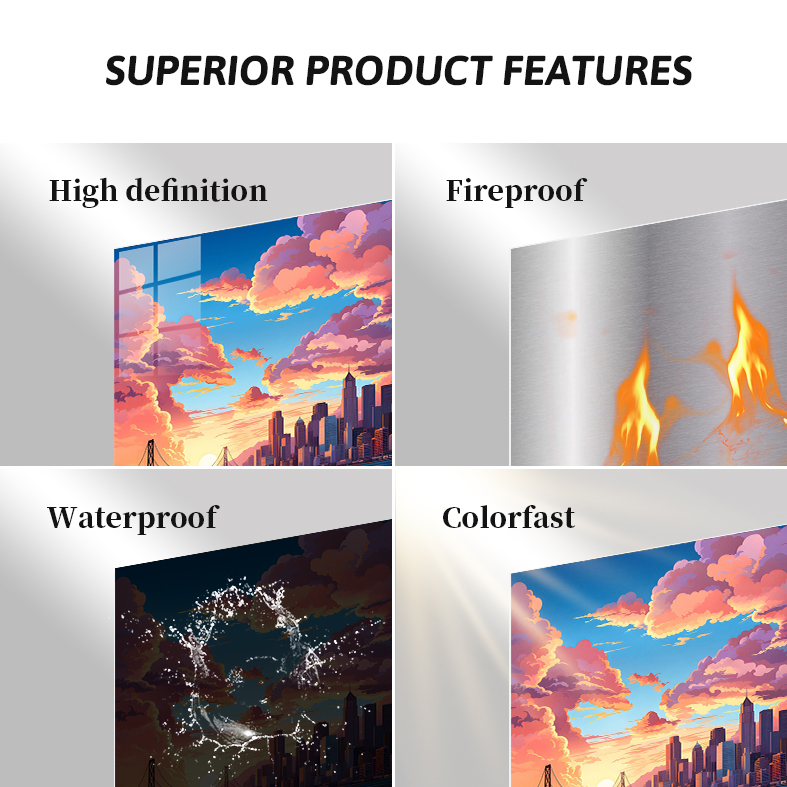 SUPERIOR PRODUCT FEATURES
High definition
Fireproof
Waterproof
Colorfast